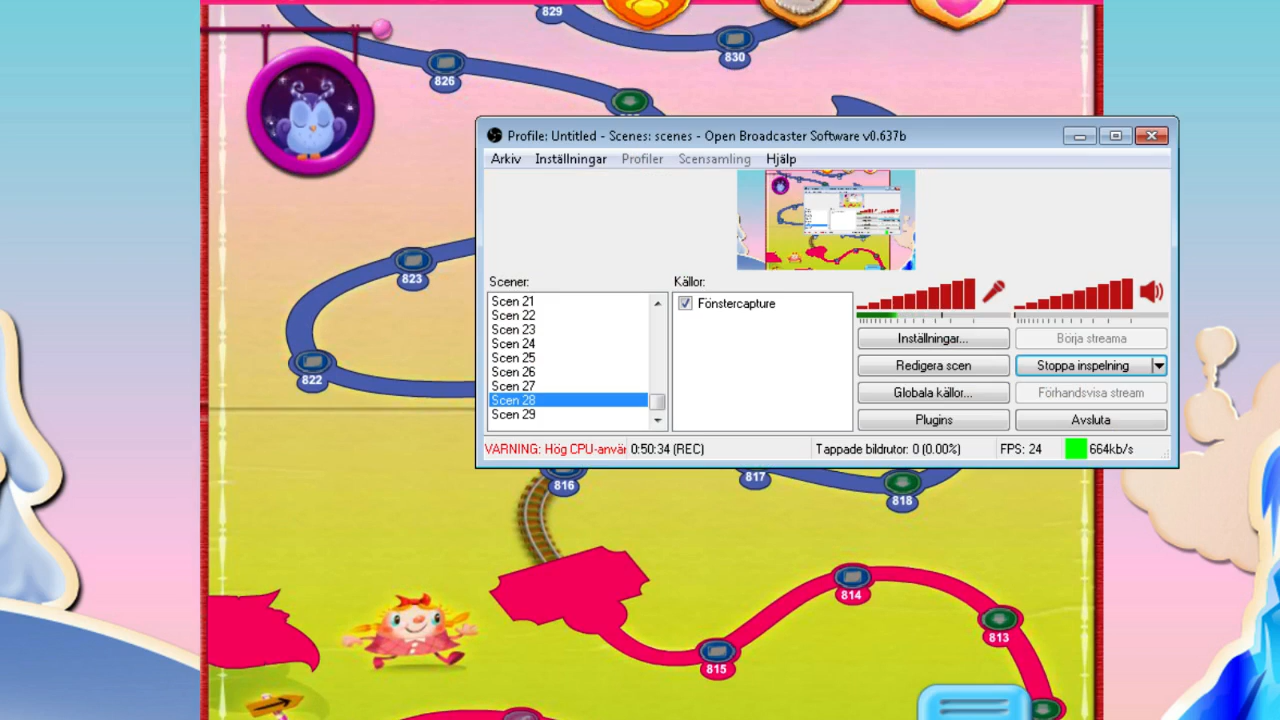 829
830
826
Profile: Untitled - Scenes: scenes - Open Broadcaster Software v0.637b
Arkiv Inställningar Profiler Scensamling Hjälp
823
822
Scener:
Källor:
Scen 21
Scen 22
Scen 23
Scen 24
Scen 25
Scen 26
Scen 27
Scen 28
Scen 29
Fönstercapture
Inställningar...
Börja streama
Redigera scen
Stoppa inspelning
Globala källor...
Förhandsvisa stream
Plugins
Avsluta
VARNING: Hög CPU-använ 0:50:34 (REC) Tappade bildrutor: 0 (0.00%) FPS: 24 664kb/s
816
817
818
814
813
815